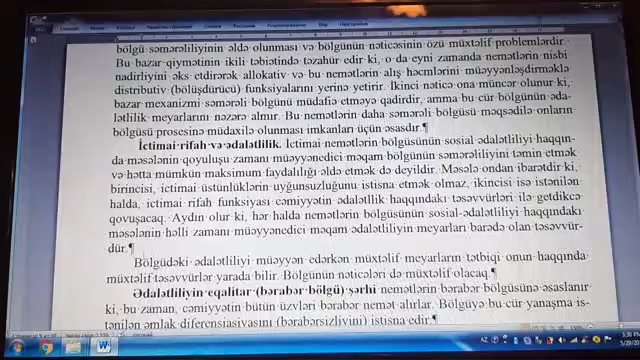 bölgü səmərəliliyinin əldə olunması və bölgünün nəticəsinin özü müxtəlif problemlərdir.
Bu bazar qiymətinin ikili təbiətində təzahür edir ki, o da eyni zamanda nemətlərin nisbi
nadirliyini əks etdirərək allokativ və bu nemətlərin alış həcmlərini müəyyənləşdirməklə
distributiv (bölüşdürücü) funksiyalarını yerinə yetirir. İkinci nəticə ona müncər olunur ki,
bazar mexanizmi səmərəli bölgünü müdafiə etməyə qadirdir, amma bu cür bölgünün əda-
lətlilik meyarlarını nəzərə almır. Bu nemətlərin daha səmərəli bölgüsü məqsədilə onların
bölgüsü prosesinə müdaxilə olunması imkanları üçün əsasdır.¶
İctimai rifah və ədalətlilik. İctimai nemətlərin bölgüsünün sosial ədalətliliyi haqqın-
da məsələnin qoyuluşu zamanı müəyyənedici məqam bölgünün səmərəliliyini təmin etmək
və hətta mümkün maksimum faydalılığı əldə etmək də deyildir. Məsələ ondan ibarətdir ki,
birincisi, ictimai üstünlüklərin uyğunsuzluğunu istisna etmək olmaz, ikincisi isə istənilən
halda, ictimai rifah funksiyası cəmiyyətin ədalətllik haqqındakı təsəvvürləri ilə getdikcə
qovuşacaq. Aydın olur ki, hər halda nemətlərin bölgüsünün sosial-ədalətliliyi haqqındakı
məsələnin həlli zamanı müəyyənedici məqam ədalətliliyin meyarları barədə olan təsəvvür-
dür.¶
Bölgüdəki ədalətliliyi müəyyən edərkən müxtəlif meyarların tətbiqi onun haqqında
müxtəlif təsəvvürlər yarada bilir. Bölgünün nəticələri də müxtəlif olacaq.¶
Ədalətliliyin eqalitar (bərabər bölgü) şərhi nemətlərin bərabər bölgüsünə əsaslanır
ki, bu zaman, cəmiyyətin bütün üzvləri bərabər nemət alırlar. Bölgüyə bu cür yanaşma is-
tənilən əmlak diferensiasiyasını (bərabərsizliyini) istisna edir.¶
AZ
3:30 PM